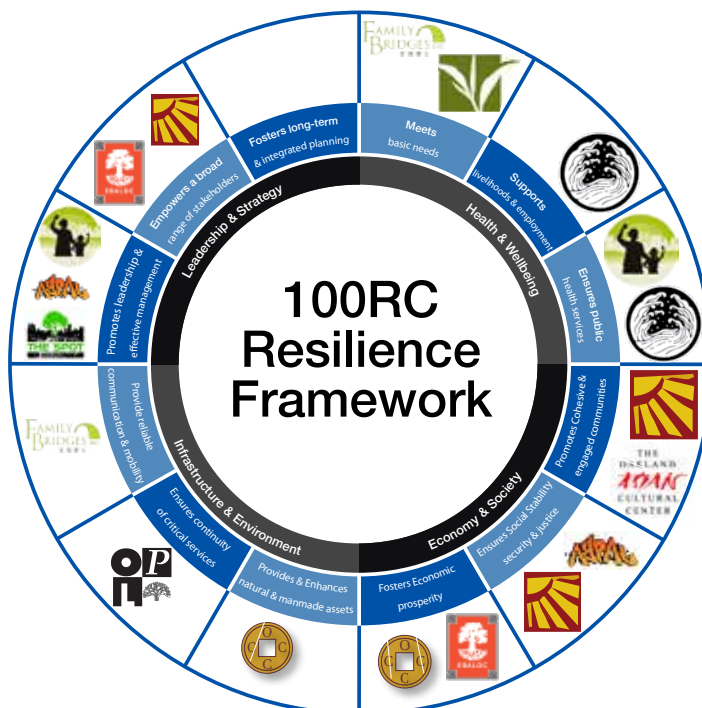 100RC
Resilience
Framework
Leadership & Strategy
Health & Wellbeing
Economy & Society
Infrastructure & Environment
Meets
basic needs
Supports
livelihoods & employment
Ensures public
health services
Promotes Cohesive &
engaged communities
Ensures Social Stability
security & justice
Fosters Economic
prosperity
Provides & Enhances
natural & manmade assets
Ensures continuity
of critical services
Provide reliable
communication & mobility
Promotes leadership &
effective management
Empowers a broad
range of stakeholders
Fosters long-term
& integrated planning
FAMILY
BRIDGES
THE
ASIAN
CULTURAL
CENTER
AYPAL
EBALDC
O
C C
C
O
C C
C
OPL
FAMILY
BRIDGES
THE SPOT
AYPAL
EBALDC